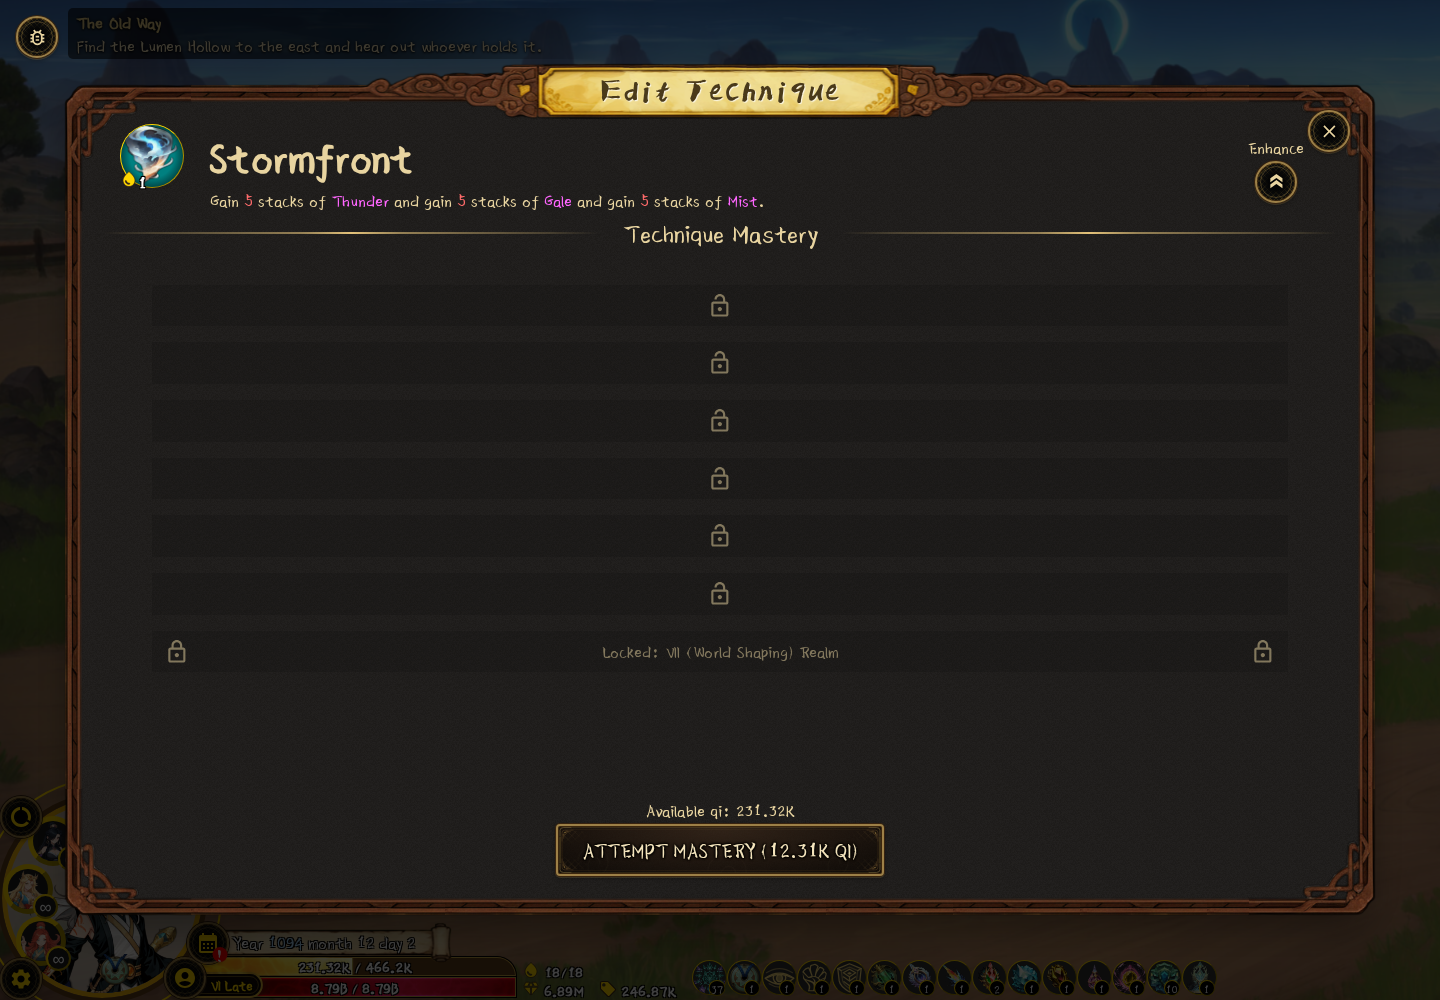 The Old Way
Find the Lumen Hollow to the east and hear out whoever holds it.
Edit Technique
Stormfront
1
Enhance
Gain 5 stacks of Thunder and gain 5 stacks of Gale and gain 5 stacks of Mist.
Technique Mastery
Locked: VII (World Shaping) Realm
Available qi: 231.32K
ATTEMPT MASTERY (12.31K QI)
∞
∞
Year 1094 month 12 day 2
231.32K / 466.2K
VI Late
8.79B / 8.79B
18/18
6.89M
246.87K